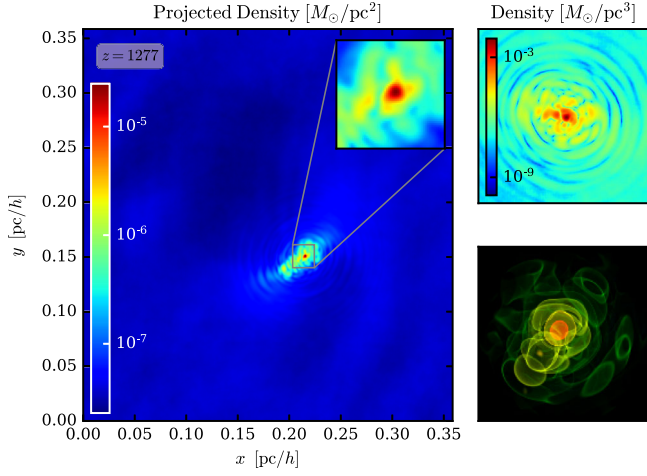 Projected Density [M⊙/pc²]
z = 1277
10⁻⁵
10⁻⁶
10⁻⁷
0.35
0.30
0.25
0.20
0.15
0.10
0.05
0.00
y [pc/h]
0.00 0.05 0.10 0.15 0.20 0.25 0.30 0.35
x [pc/h]
Density [M⊙/pc³]
10⁻³
10⁻⁹